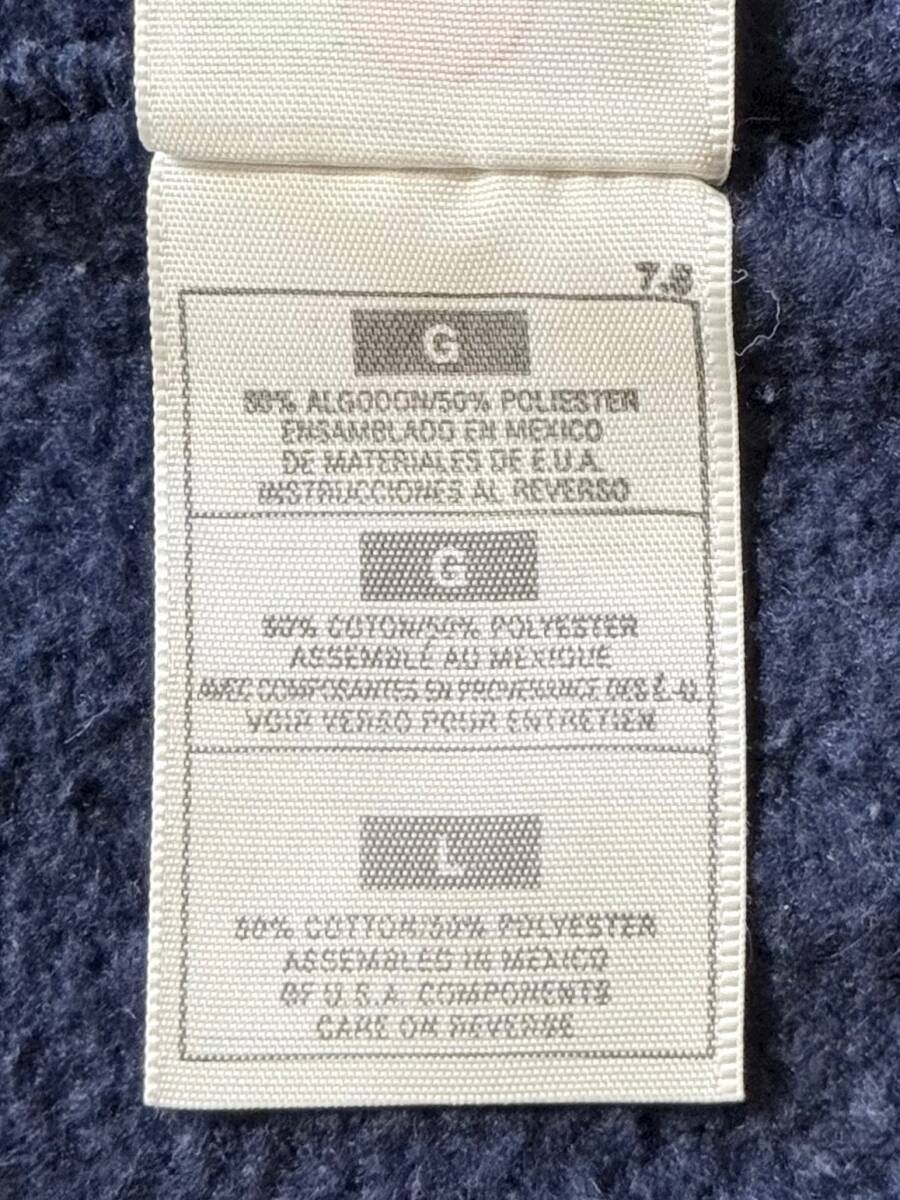 7.8
G
50% ALGODON/50% POLIESTER
ENSAMBLADO EN MEXICO
DE MATERIALES DE E.U.A.
INSTRUCCIONES AL REVERSO
G
50% COTON/50% POLYESTER
ASSEMBLÉ AU MEXIQUE
AVEC COMPOSANTES EN PROVENANCE DES É-U.
VOIR VERSO POUR ENTRETIEN
L
50% COTTON/50% POLYESTER
ASSEMBLED IN MEXICO
OF U.S.A. COMPONENTS
CARE ON REVERSE